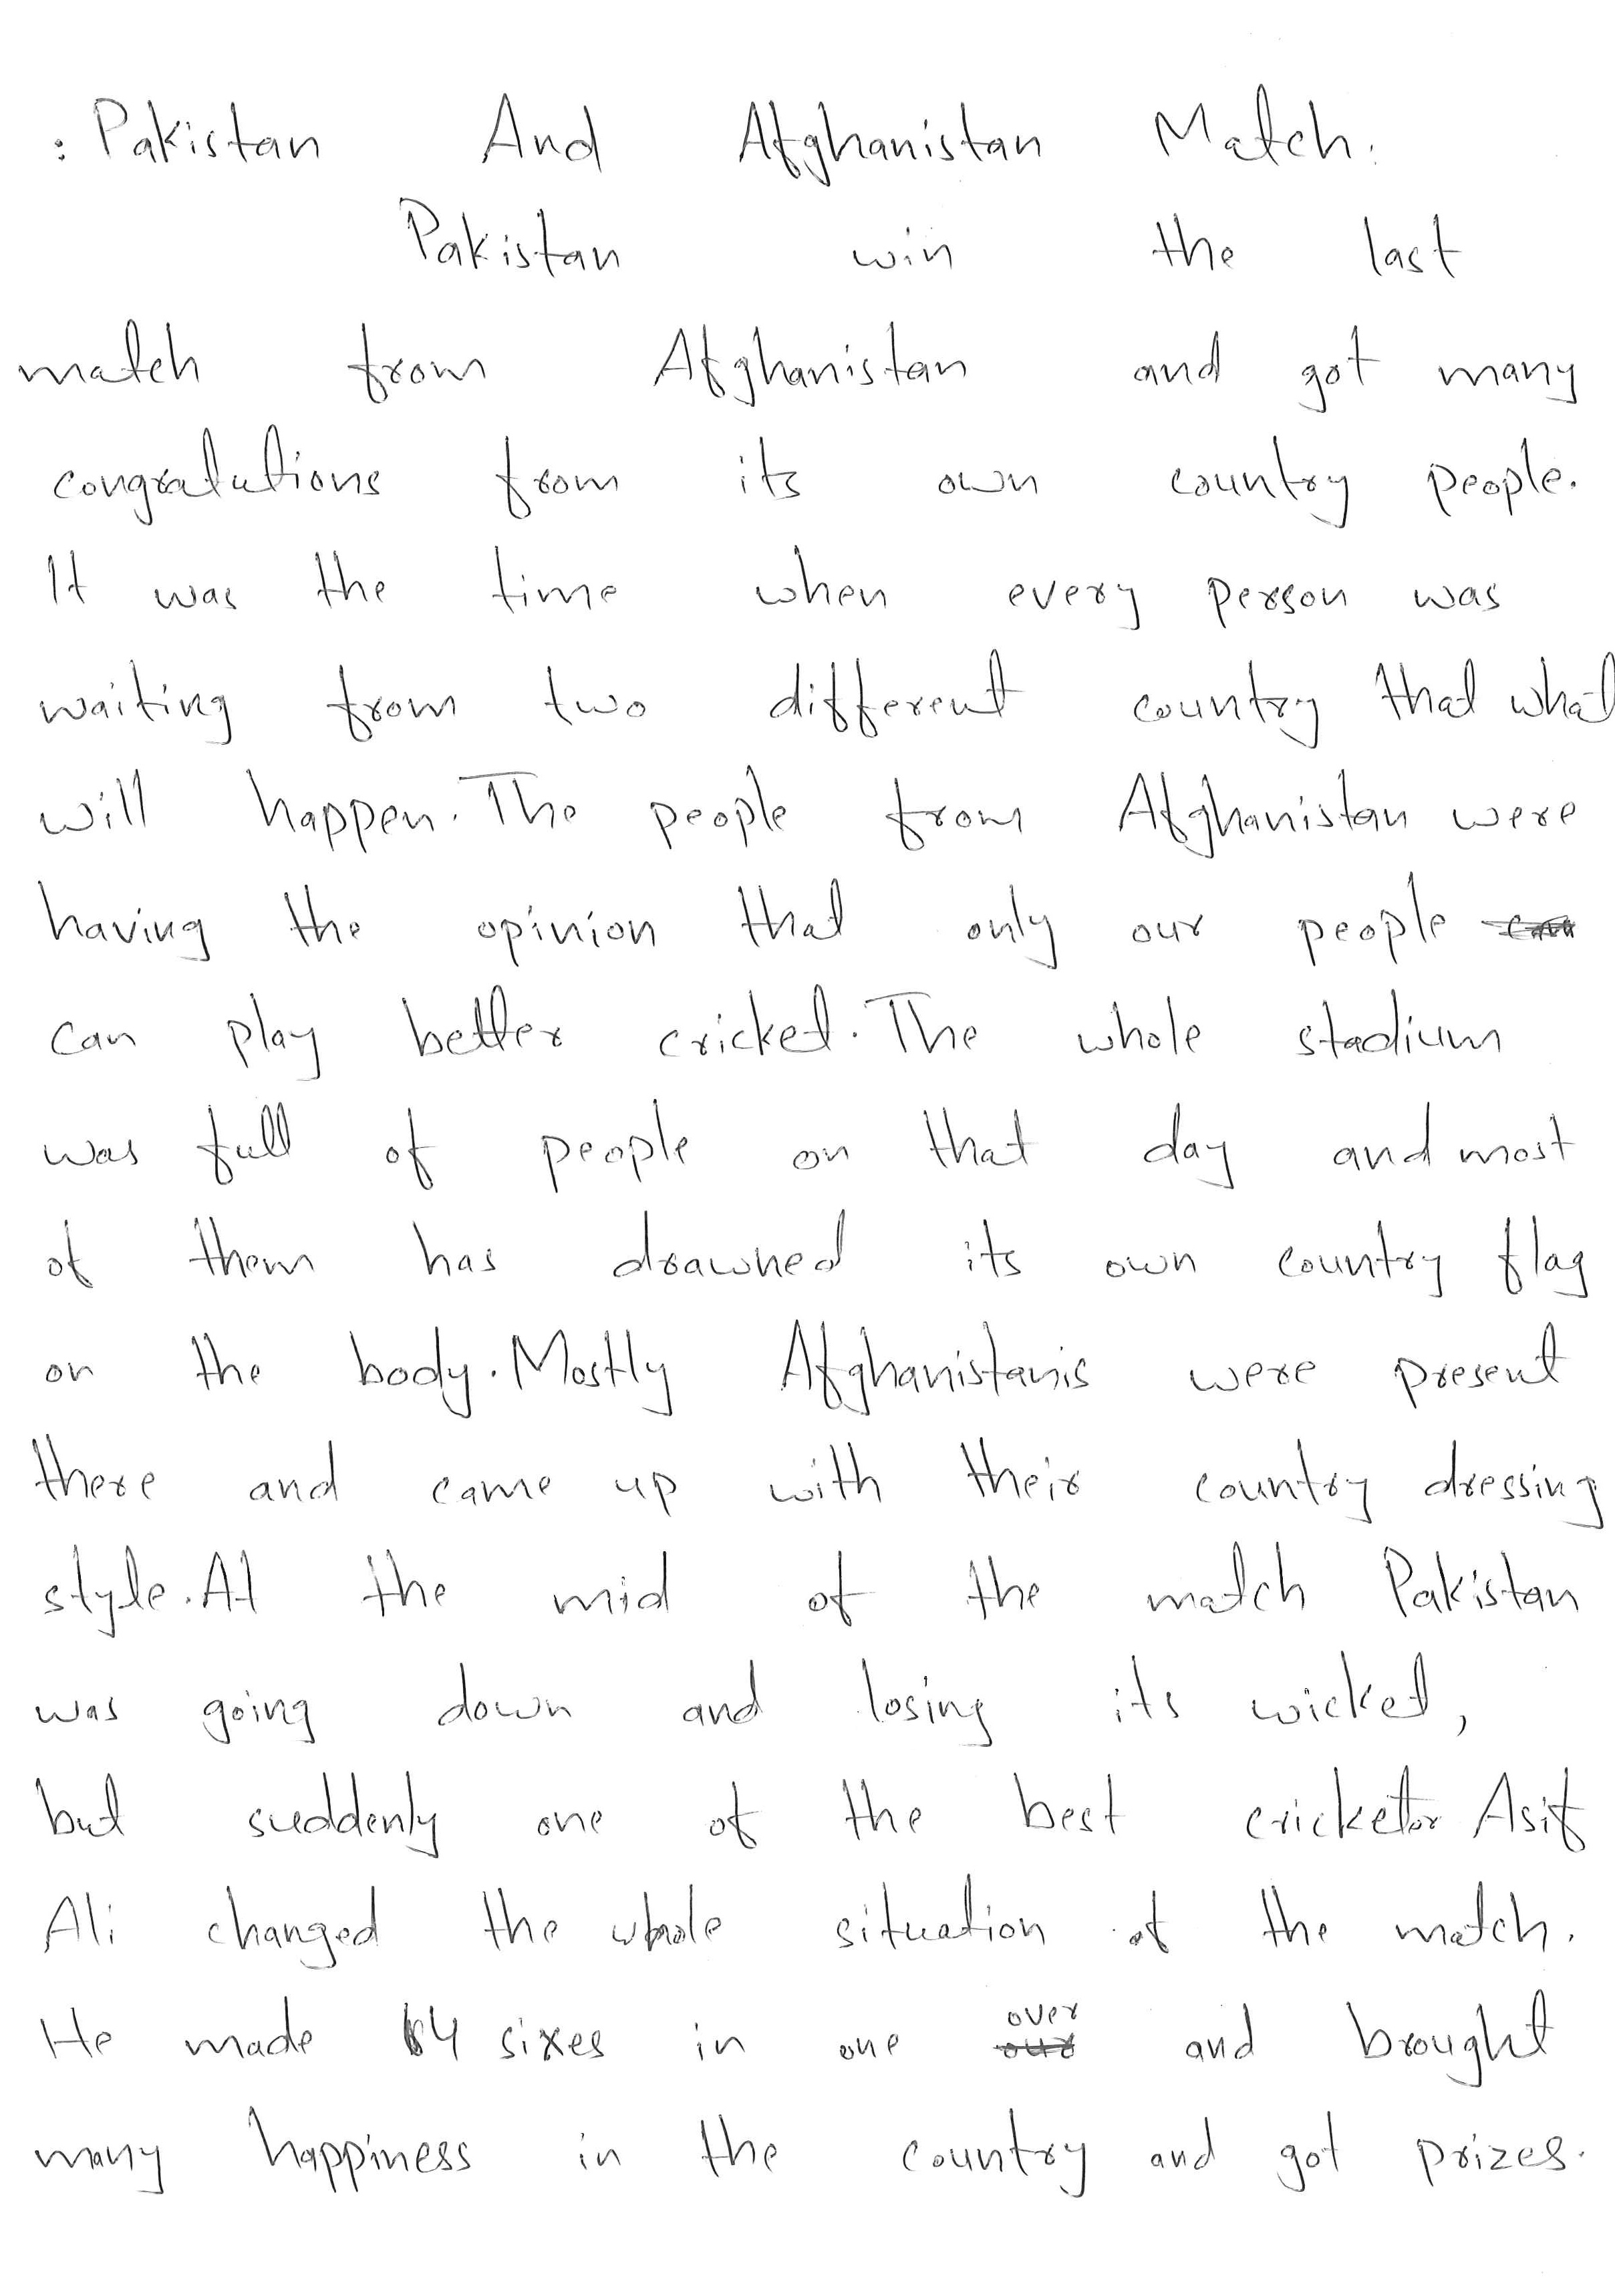 : Pakistan And Afghanistan Match:
Pakistan win the last
match from Afghanistan and got many
congratutions from its own country people.
It was the time when every person was
waiting from two different country that what
will happen. The people from Afghanistan were
having the opinion that only our people
can play better cricket. The whole stadium
was full of people on that day and most
of them has drawned its own country flag
on the body. Mostly Afghanistanis were present
there and came up with their country dressing
style. At the mid of the match Pakistan
was going down and losing its wicket,
but suddenly one of the best cricketor Asif
Ali changed the whole situation of the match.
He made 4 sixes in one over and brought
many happiness in the country and got prizes.